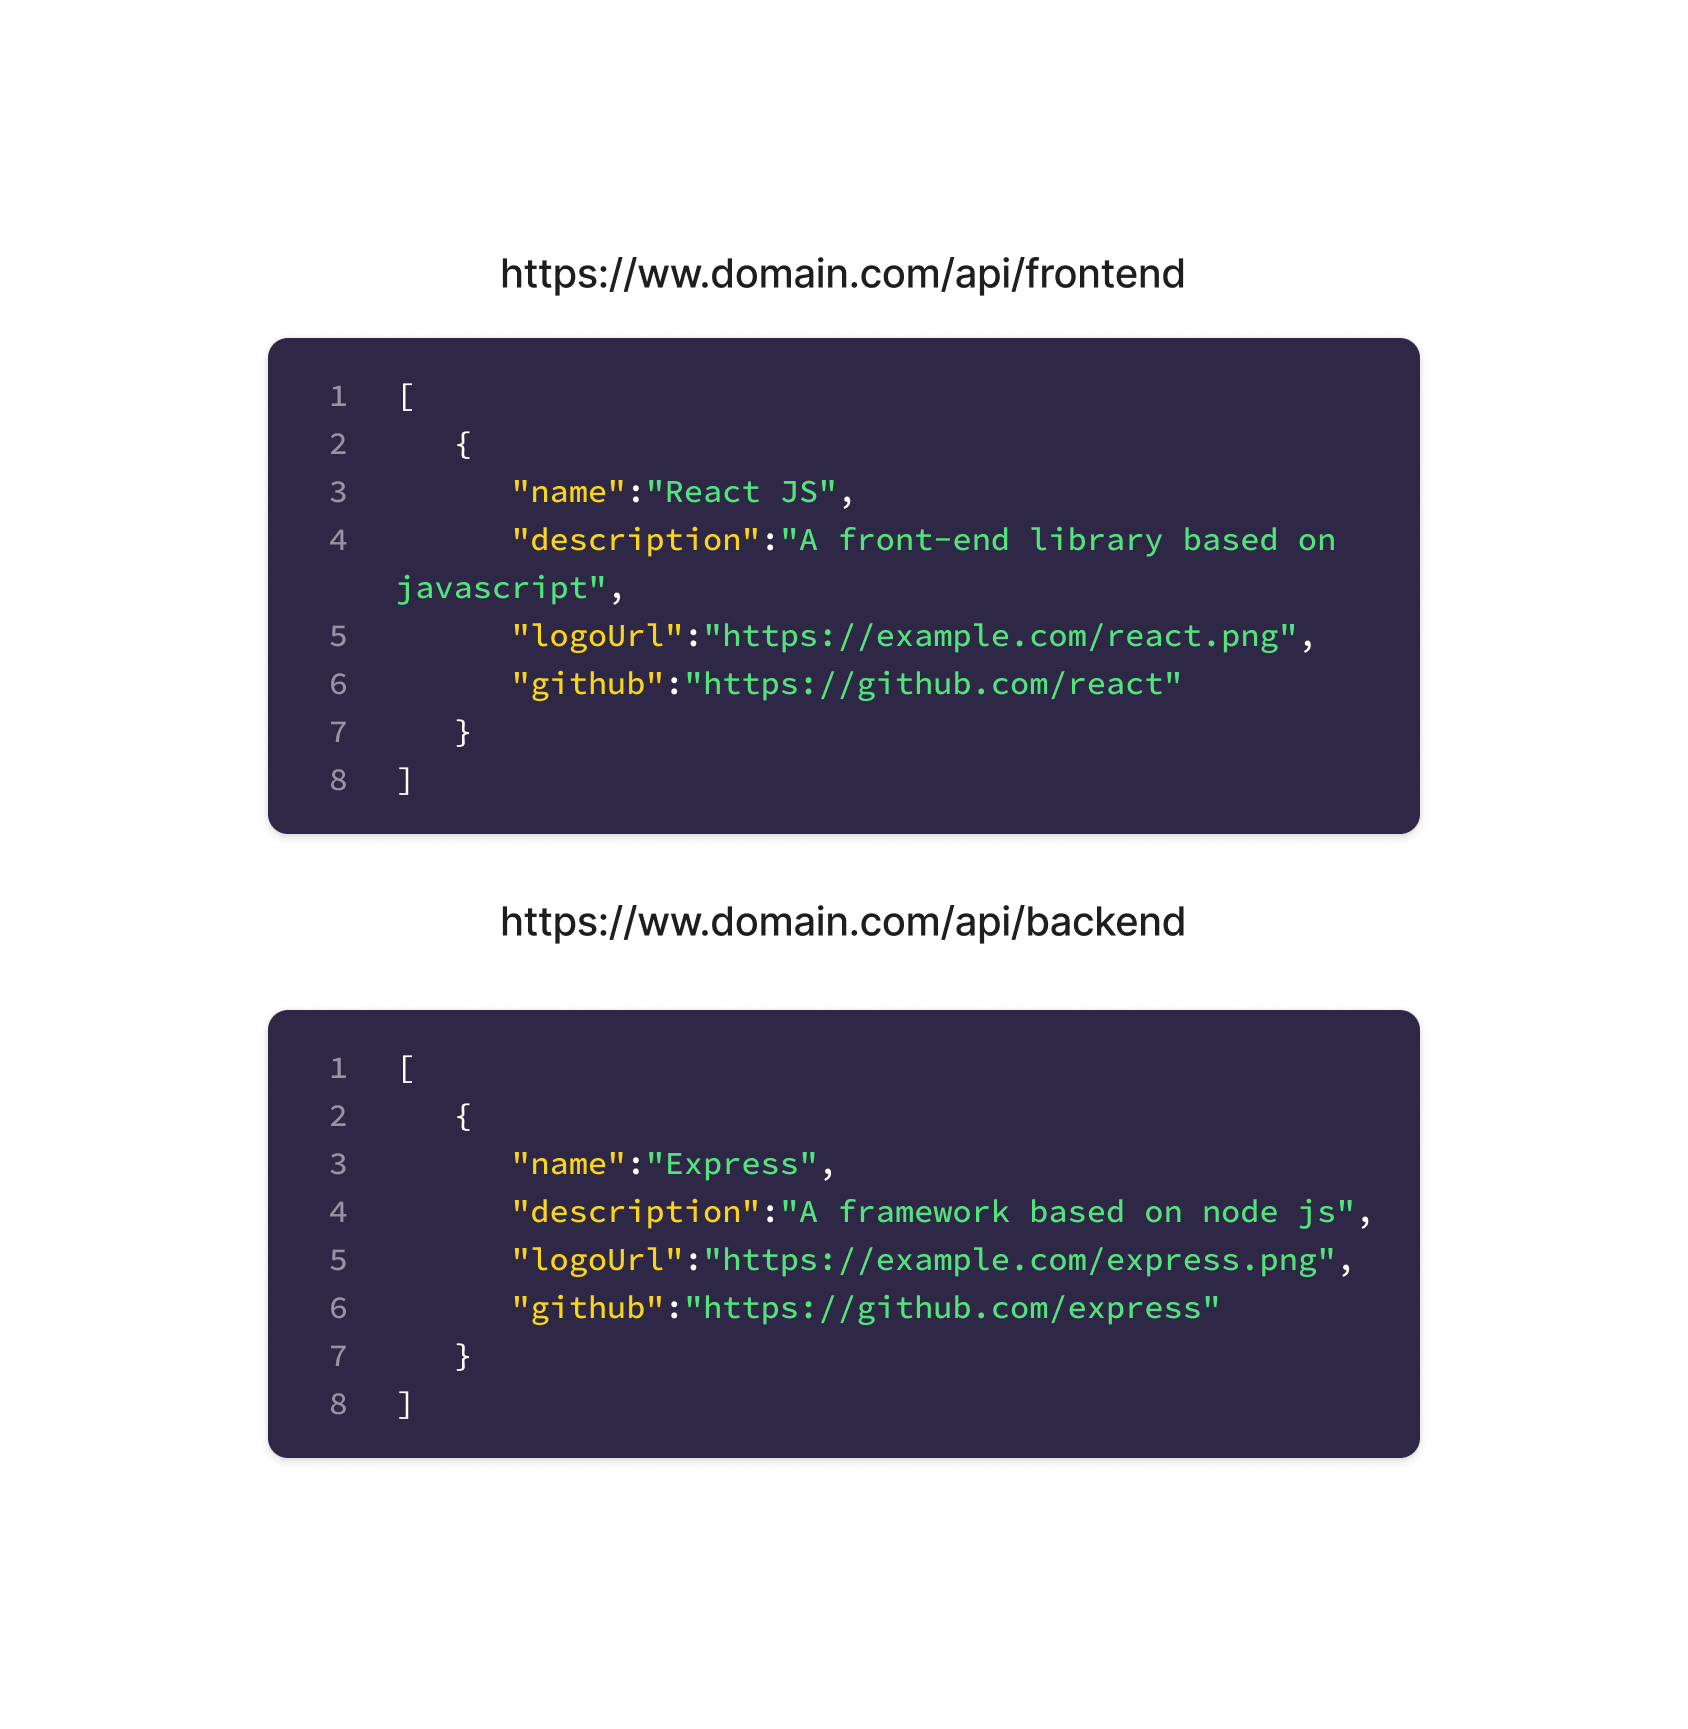 https://ww.domain.com/api/frontend
1 [
2 {
3 "name":"React JS",
4 "description":"A front-end library based on
javascript",
5 "logoUrl":"https://example.com/react.png",
6 "github":"https://github.com/react"
7 }
8 ]
https://ww.domain.com/api/backend
1 [
2 {
3 "name":"Express",
4 "description":"A framework based on node js",
5 "logoUrl":"https://example.com/express.png",
6 "github":"https://github.com/express"
7 }
8 ]